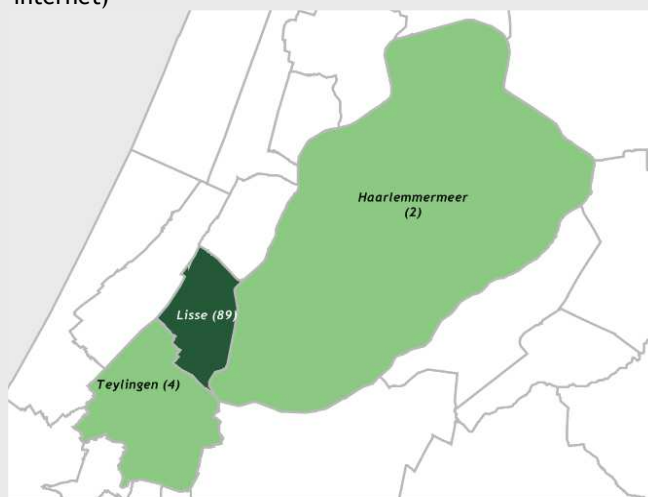 internet)
Haarlemmermeer
(2)
Lisse (89)
Teylingen (4)